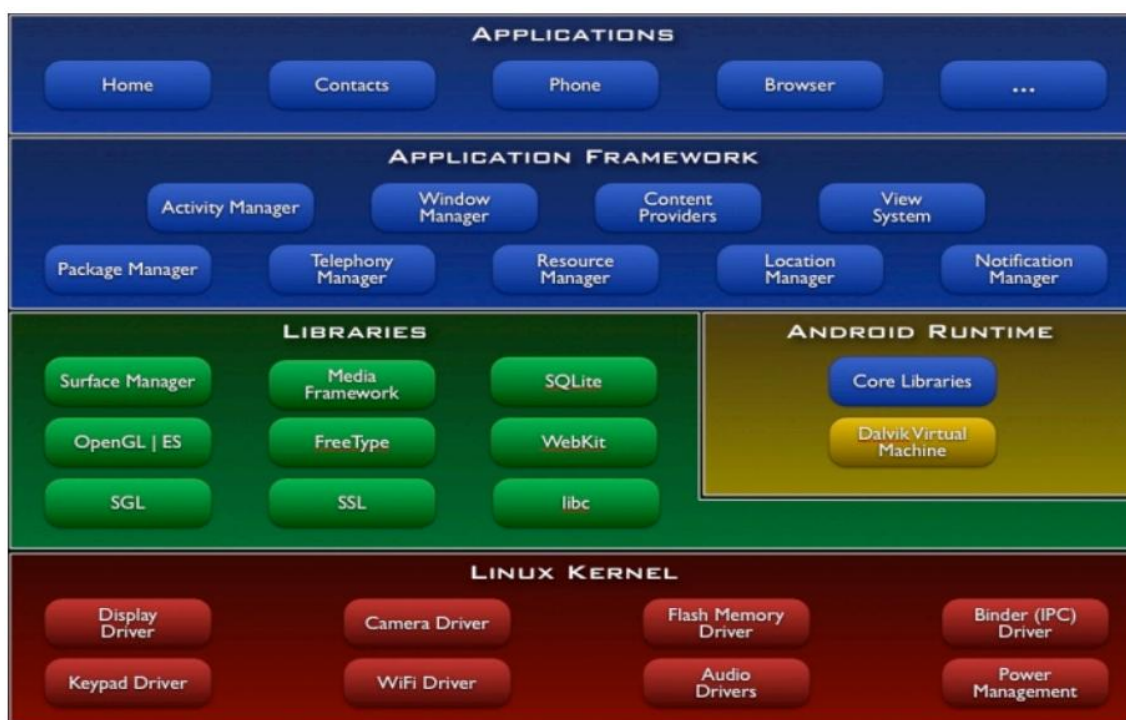 APPLICATIONS
Home
Contacts
Phone
Browser
...
APPLICATION FRAMEWORK
Activity Manager
Window
Manager
Content
Providers
View
System
Package Manager
Telephony
Manager
Resource
Manager
Location
Manager
Notification
Manager
LIBRARIES
Surface Manager
Media
Framework
SQLite
OpenGL | ES
FreeType
WebKit
SGL
SSL
libc
ANDROID RUNTIME
Core Libraries
Dalvik Virtual
Machine
LINUX KERNEL
Display
Driver
Camera Driver
Flash Memory
Driver
Binder (IPC)
Driver
Keypad Driver
WiFi Driver
Audio
Drivers
Power
Management